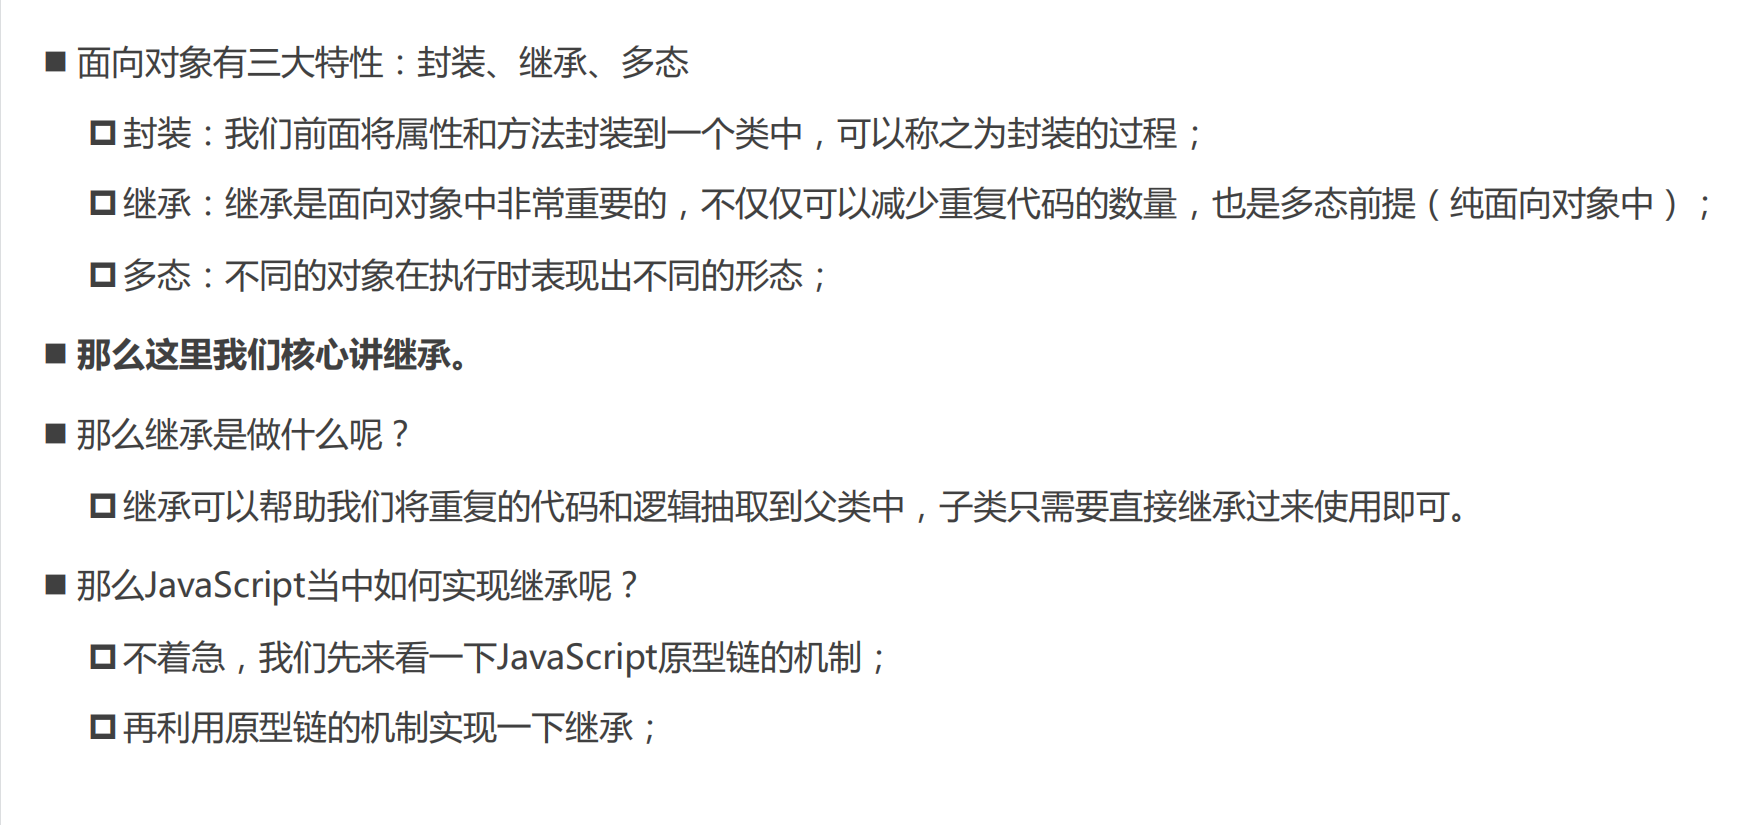 ■ 面向对象有三大特性：封装、继承、多态
□ 封装：我们前面将属性和方法封装到一个类中，可以称之为封装的过程；
□ 继承：继承是面向对象中非常重要的，不仅仅可以减少重复代码的数量，也是多态前提（纯面向对象中）；
□ 多态：不同的对象在执行时表现出不同的形态；
■ 那么这里我们核心讲继承。
■ 那么继承是做什么呢？
□ 继承可以帮助我们将重复的代码和逻辑抽取到父类中，子类只需要直接继承过来使用即可。
■ 那么JavaScript当中如何实现继承呢？
□ 不着急，我们先来看一下JavaScript原型链的机制；
□ 再利用原型链的机制实现一下继承；